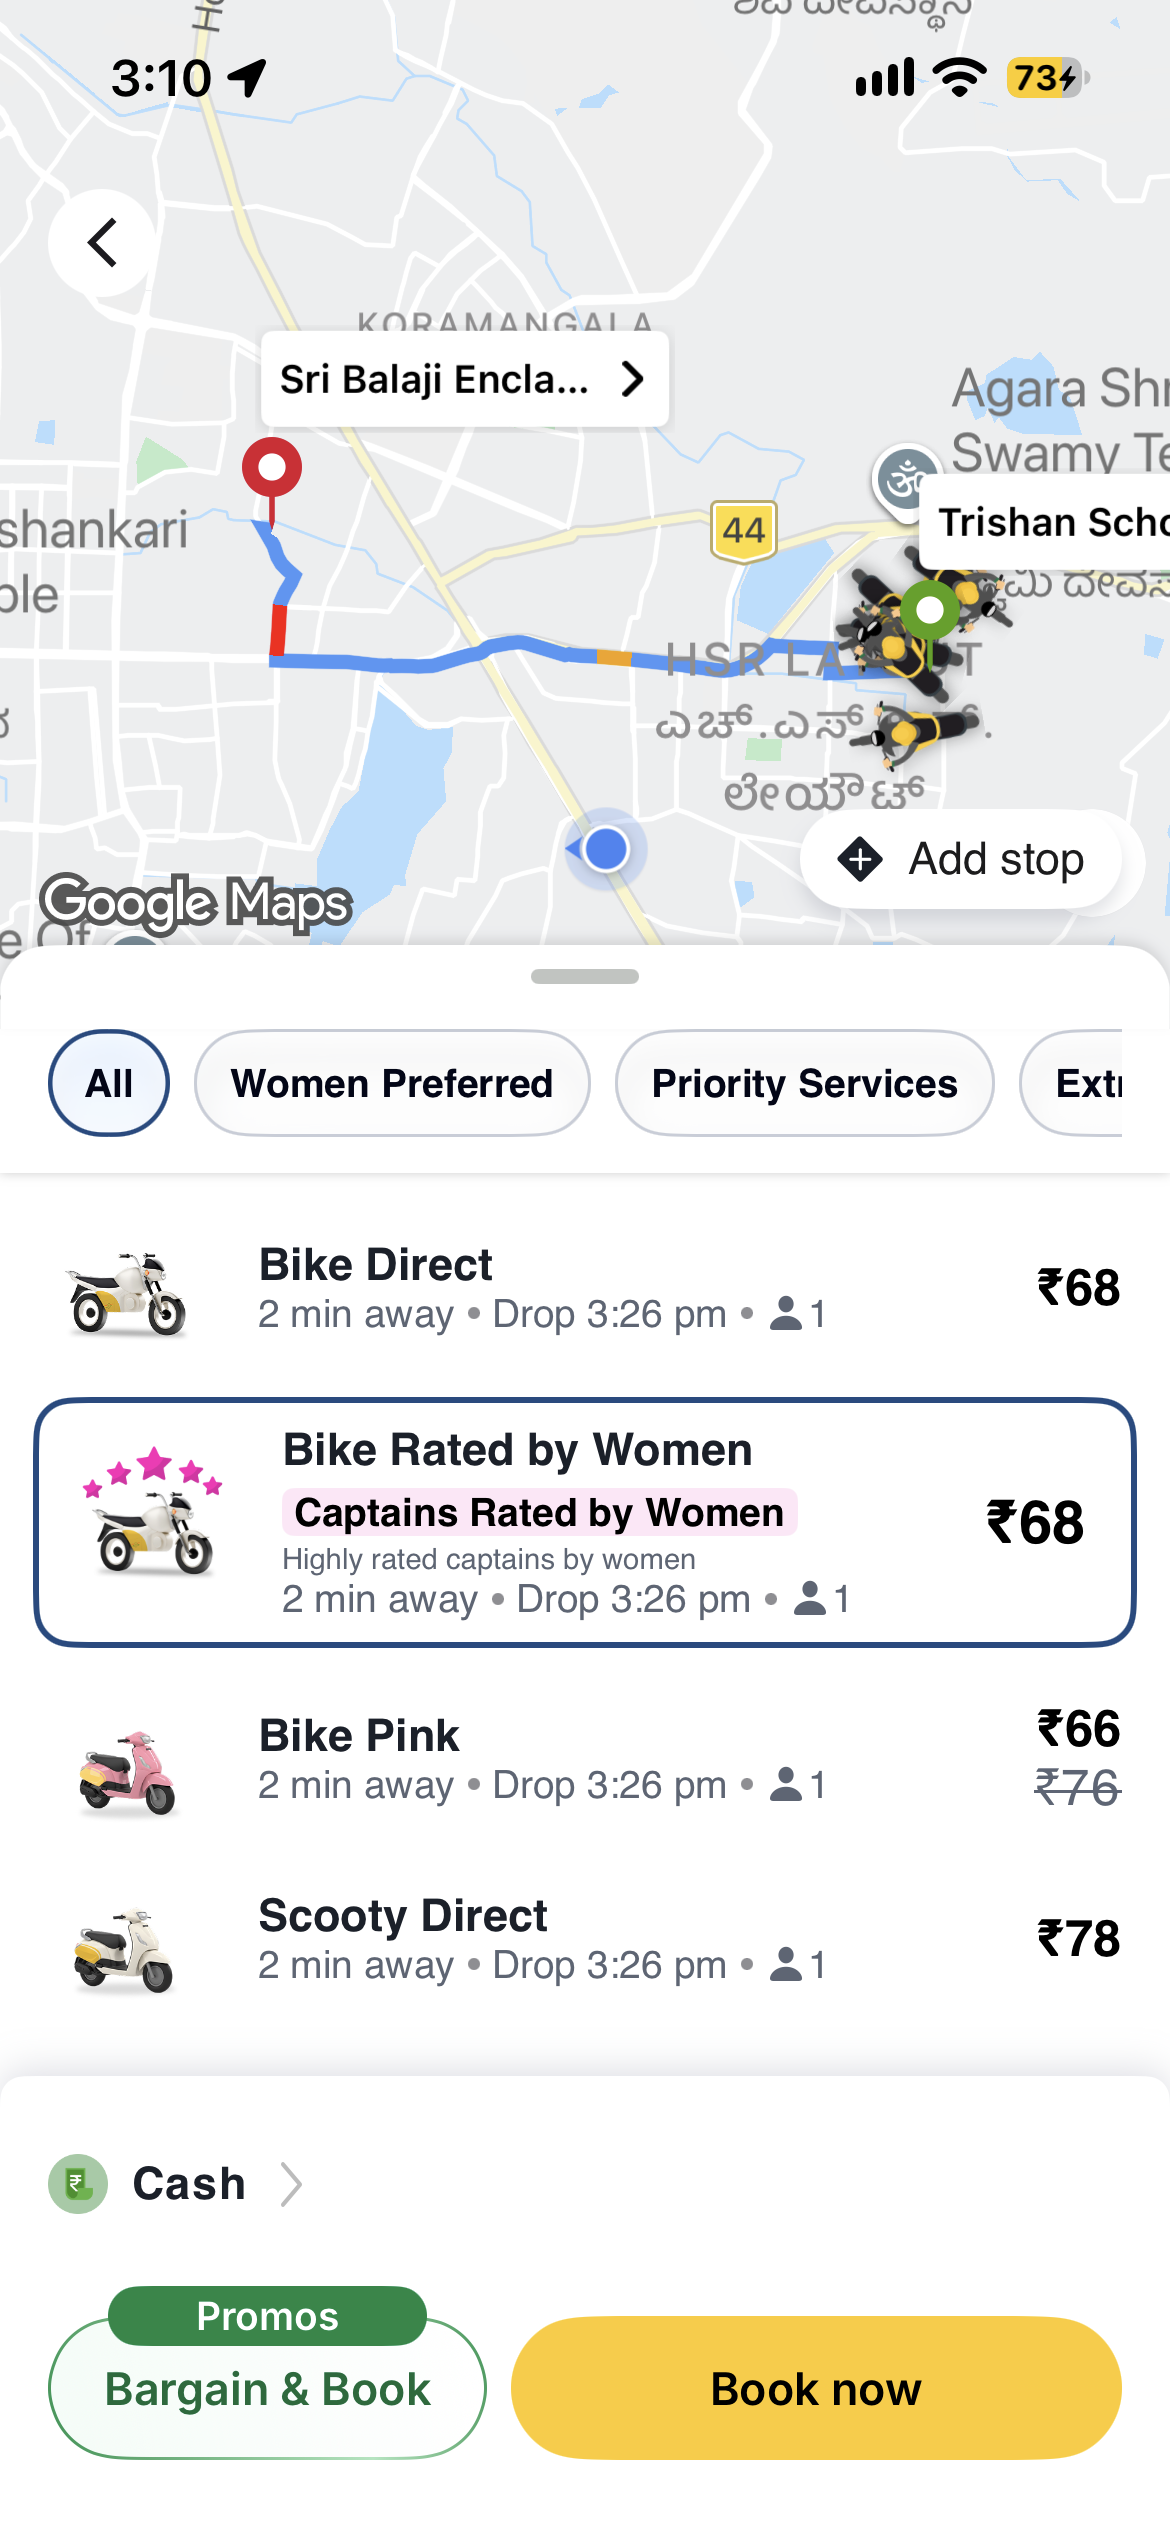 3:10
73
KORAMANGALA
Sri Balaji Encla...
Agara Shr
Swamy Te
Trishan Scho
44
shankari
ple
HSR LA
T
ಎಚ್.ಎಸ್
ಲೇಯೌಟ್
Add stop
Google Maps
e Of
All
Women Preferred
Priority Services
Extr
Bike Direct
2 min away • Drop 3:26 pm • 1
₹68
Bike Rated by Women
Captains Rated by Women
Highly rated captains by women
2 min away • Drop 3:26 pm • 1
₹68
Bike Pink
2 min away • Drop 3:26 pm • 1
₹66
₹76
Scooty Direct
2 min away • Drop 3:26 pm • 1
₹78
Cash
Promos
Bargain & Book
Book now